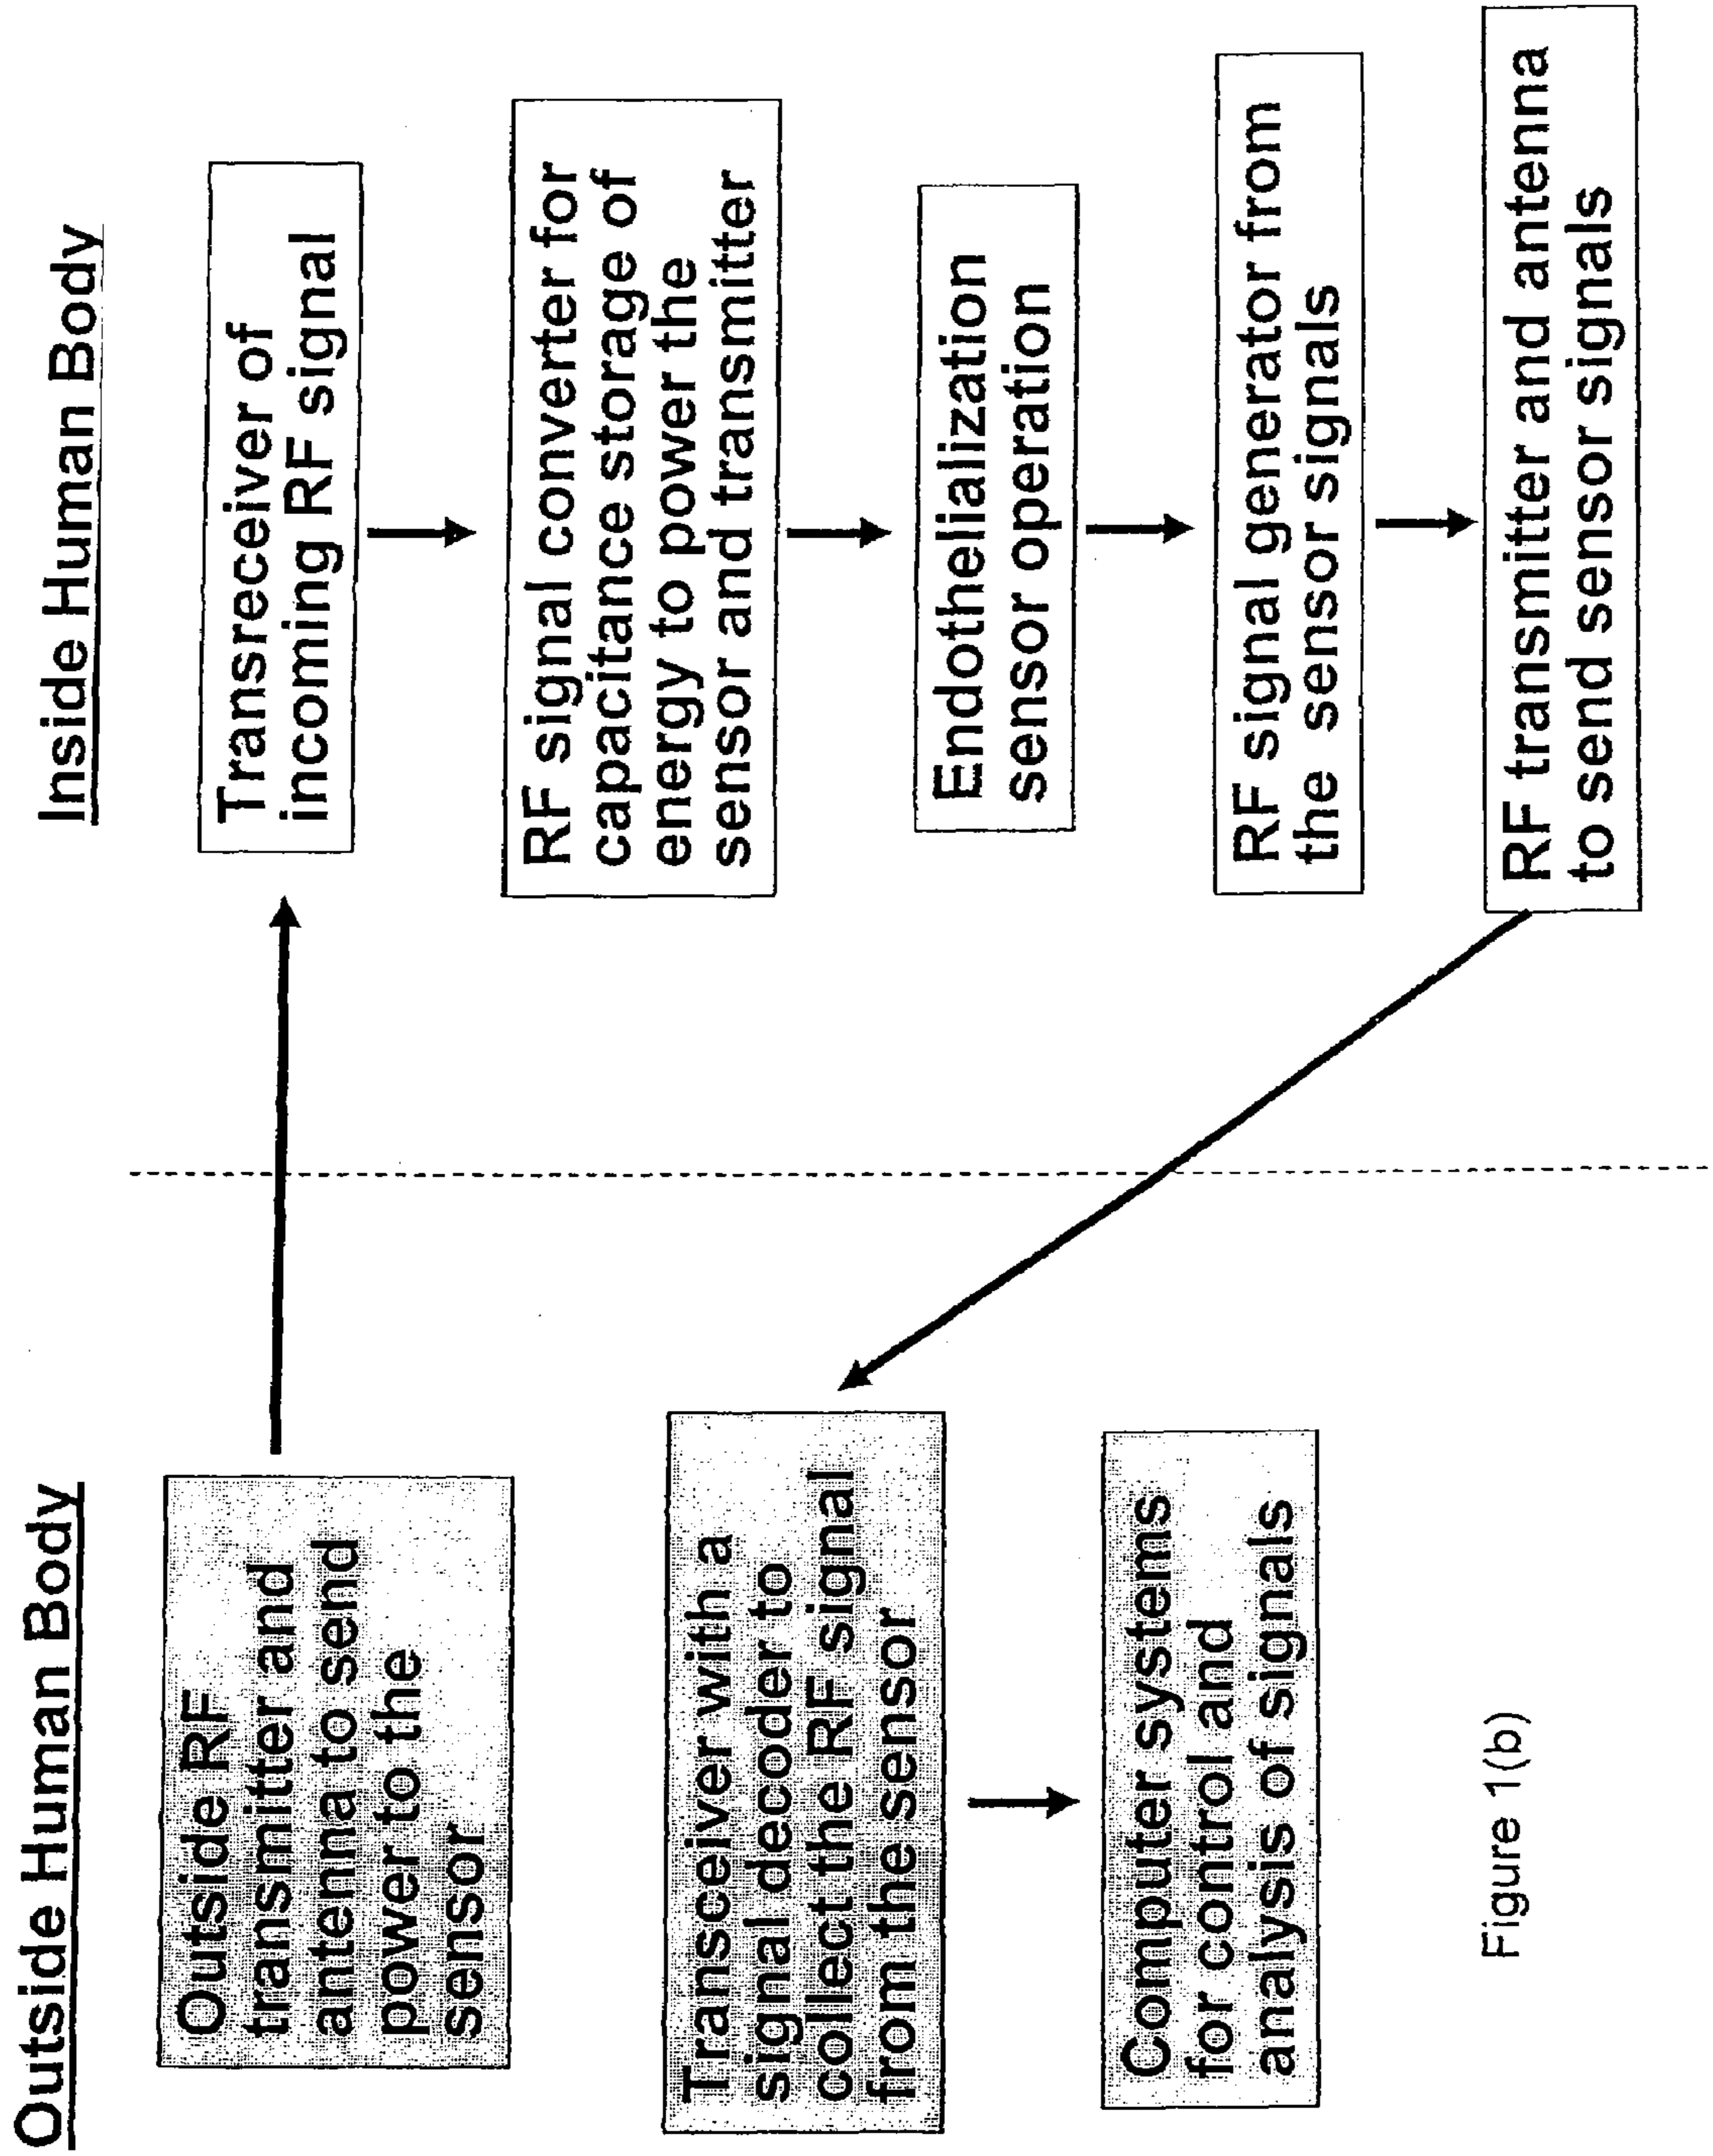 Outside Human Body
Outside RF
transmitter and
antenna to send
power to the
sensor
Transceiver with a
signal decoder to
collect the RF signal
from the sensor
Computer systems
for control and
analysis of signals
Inside Human Body
Transreceiver of
incoming RF signal
RF signal converter for
capacitance storage of
energy to power the
sensor and transmitter
Endothelialization
sensor operation
RF signal generator from
the sensor signals
RF transmitter and antenna
to send sensor signals
Figure 1(b)